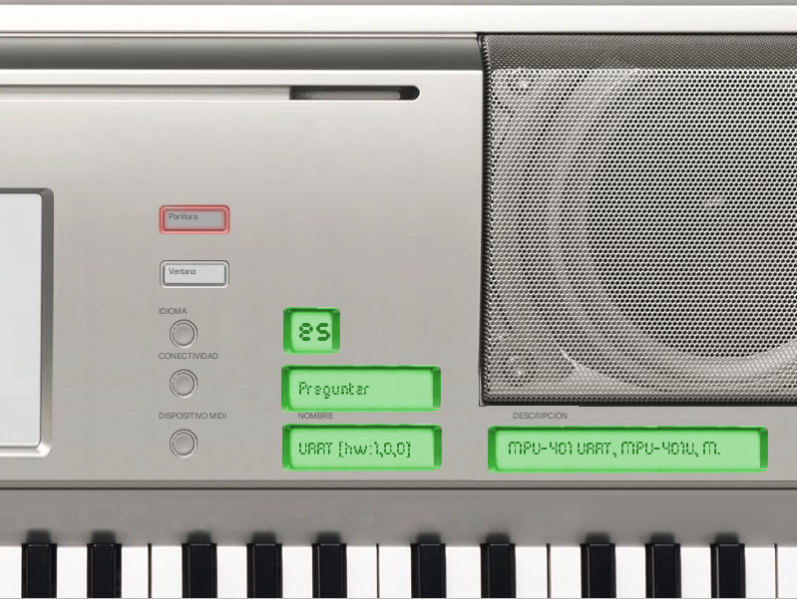 Partitura
Ventana
IDIOMA
es
CONECTIVIDAD
Preguntar
DISPOSITIVO MIDI
NOMBRE
DESCRIPCIÓN
UART [hw:1,0,0]
MPU-401 UART, MPU-401U, M.